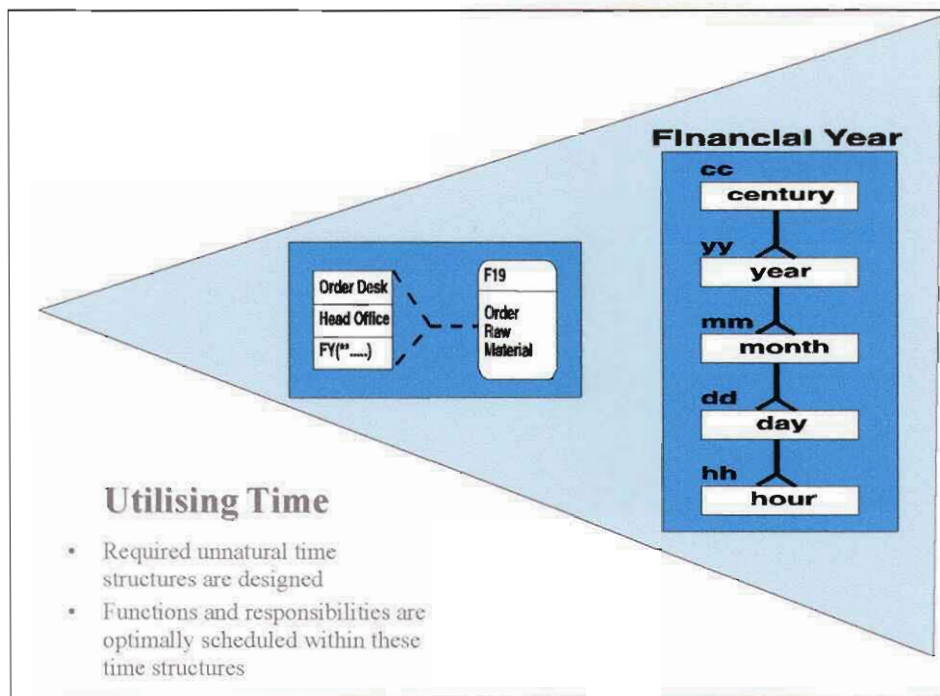 Financial Year
cc
century
yy
year
mm
month
dd
day
hh
hour
Order Desk
Head Office
FY(**.....)
F19
Order
Raw
Material
Utilising Time
• Required unnatural time
structures are designed
• Functions and responsibilities are
optimally scheduled within these
time structures